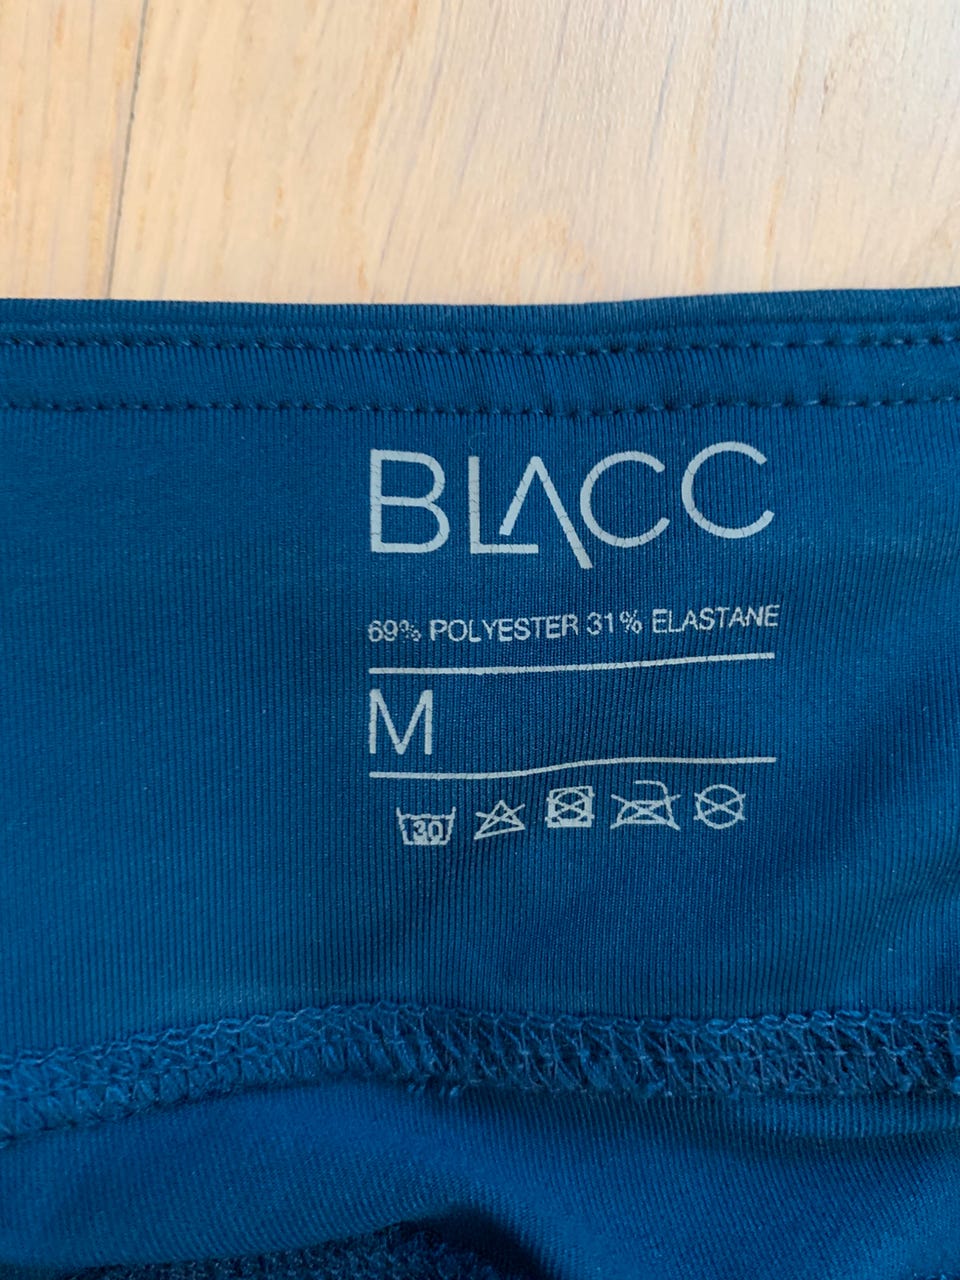 BLACC
69% POLYESTER 31% ELASTANE
M
30